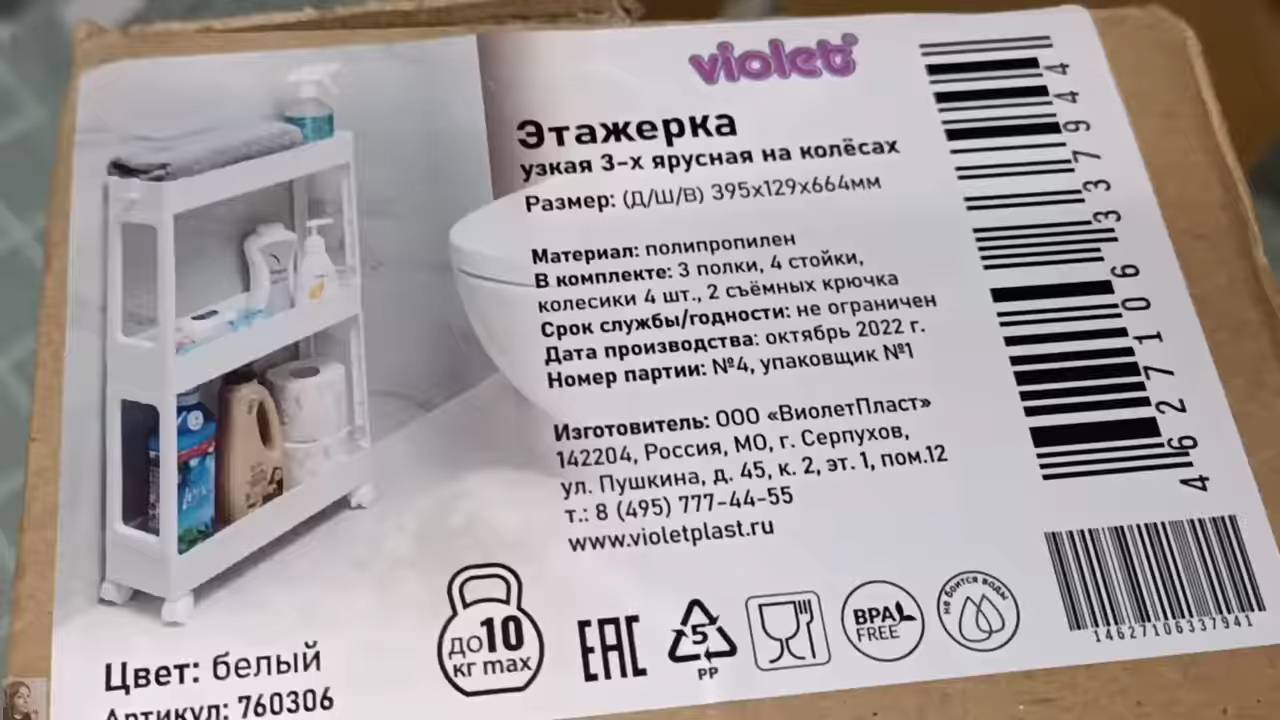 violet
Этажерка
узкая 3-х ярусная на колёсах
Размер: (Д/Ш/В) 395х129х664мм
Материал: полипропилен
В комплекте: 3 полки, 4 стойки,
колесики 4 шт., 2 съёмных крючка
Срок службы/годности: не ограничен
Дата производства: октябрь 2022 г.
Номер партии: №4, упаковщик №1
Изготовитель: ООО «ВиолетПласт»
142204, Россия, МО, г. Серпухов,
ул. Пушкина, д. 45, к. 2, эт. 1, пом.12
т.: 8 (495) 777-44-55
www.violetplast.ru
до 10
кг max
EAC
5
PP
BPA
FREE
не боится воды
Цвет: белый
Артикул: 760306
4627106337944
14627106337941